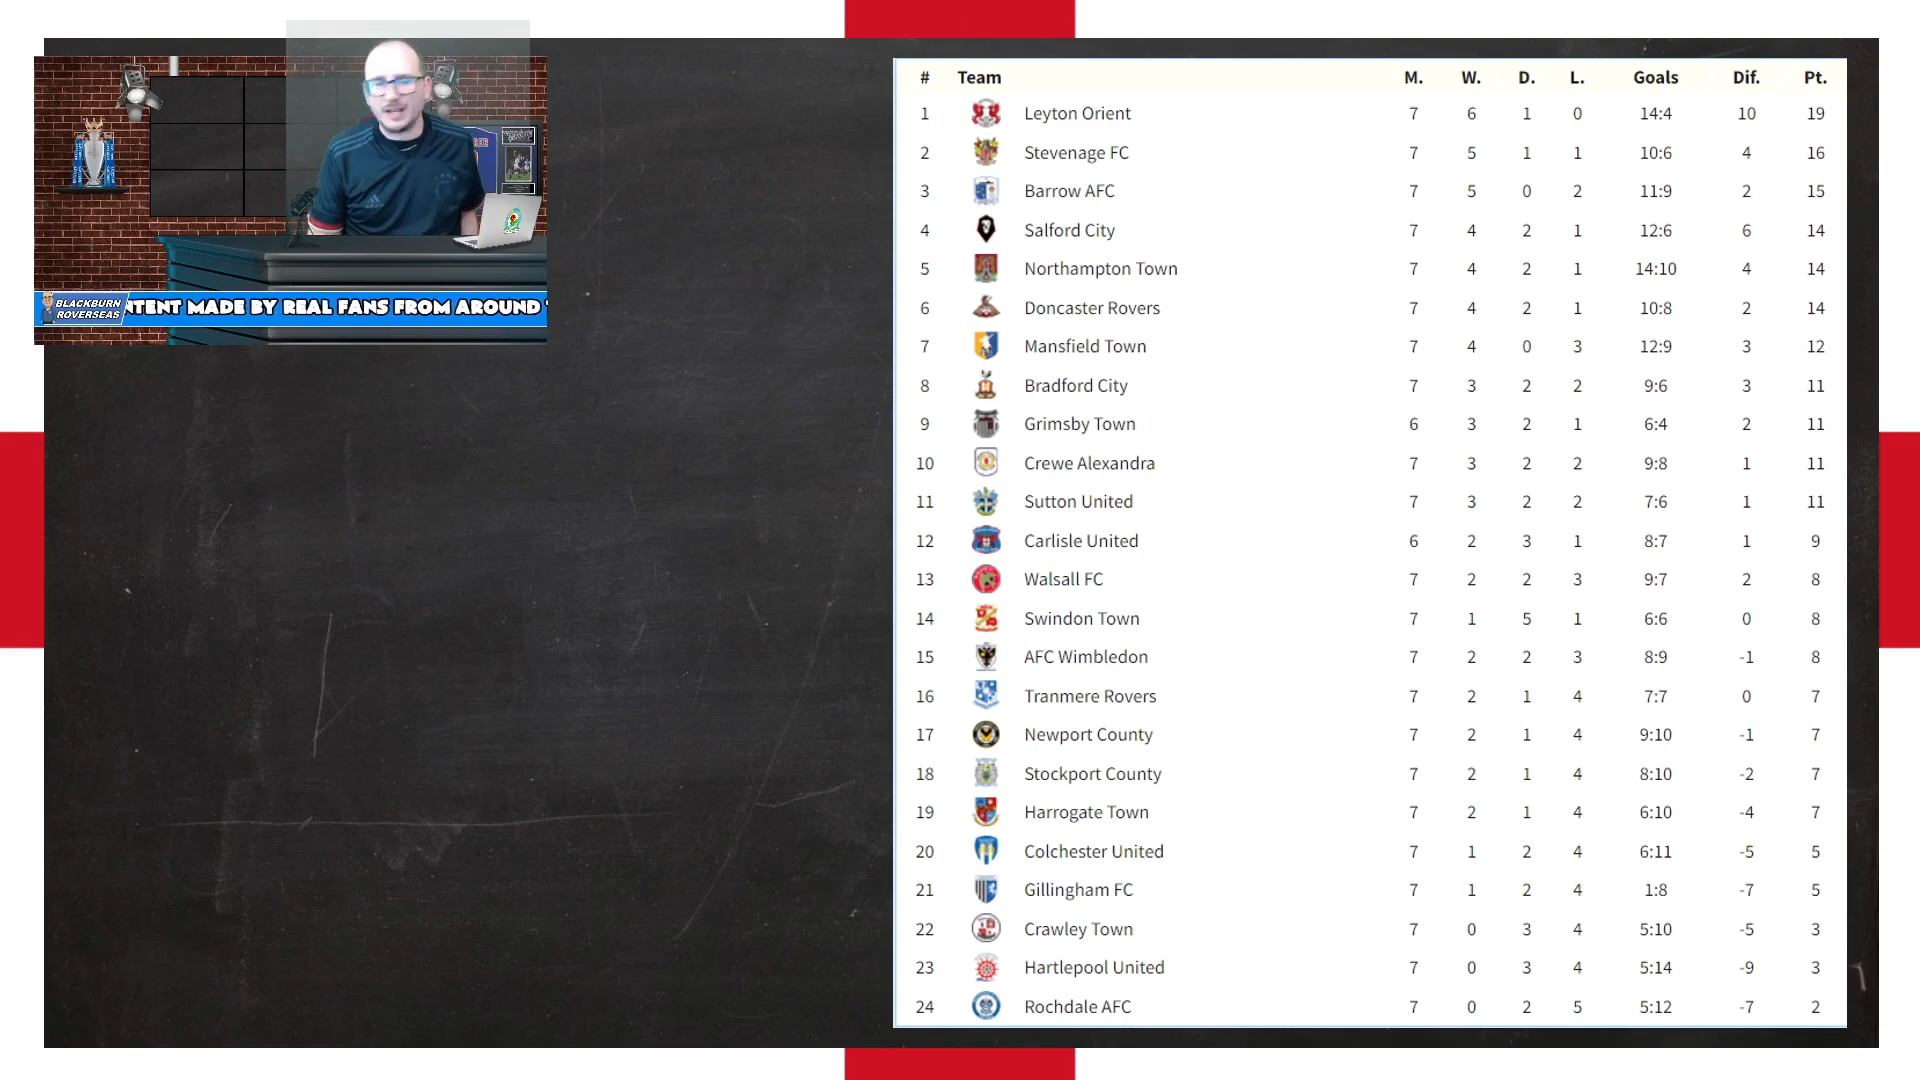 BLACKBURN
ROVERSEAS
NTENT MADE BY REAL FANS FROM AROUND
# Team M. W. D. L. Goals Dif. Pt.
1 Leyton Orient 7 6 1 0 14:4 10 19
2 Stevenage FC 7 5 1 1 10:6 4 16
3 Barrow AFC 7 5 0 2 11:9 2 15
4 Salford City 7 4 2 1 12:6 6 14
5 Northampton Town 7 4 2 1 14:10 4 14
6 Doncaster Rovers 7 4 2 1 10:8 2 14
7 Mansfield Town 7 4 0 3 12:9 3 12
8 Bradford City 7 3 2 2 9:6 3 11
9 Grimsby Town 6 3 2 1 6:4 2 11
10 Crewe Alexandra 7 3 2 2 9:8 1 11
11 Sutton United 7 3 2 2 7:6 1 11
12 Carlisle United 6 2 3 1 8:7 1 9
13 Walsall FC 7 2 2 3 9:7 2 8
14 Swindon Town 7 1 5 1 6:6 0 8
15 AFC Wimbledon 7 2 2 3 8:9 -1 8
16 Tranmere Rovers 7 2 1 4 7:7 0 7
17 Newport County 7 2 1 4 9:10 -1 7
18 Stockport County 7 2 1 4 8:10 -2 7
19 Harrogate Town 7 2 1 4 6:10 -4 7
20 Colchester United 7 1 2 4 6:11 -5 5
21 Gillingham FC 7 1 2 4 1:8 -7 5
22 Crawley Town 7 0 3 4 5:10 -5 3
23 Hartlepool United 7 0 3 4 5:14 -9 3
24 Rochdale AFC 7 0 2 5 5:12 -7 2